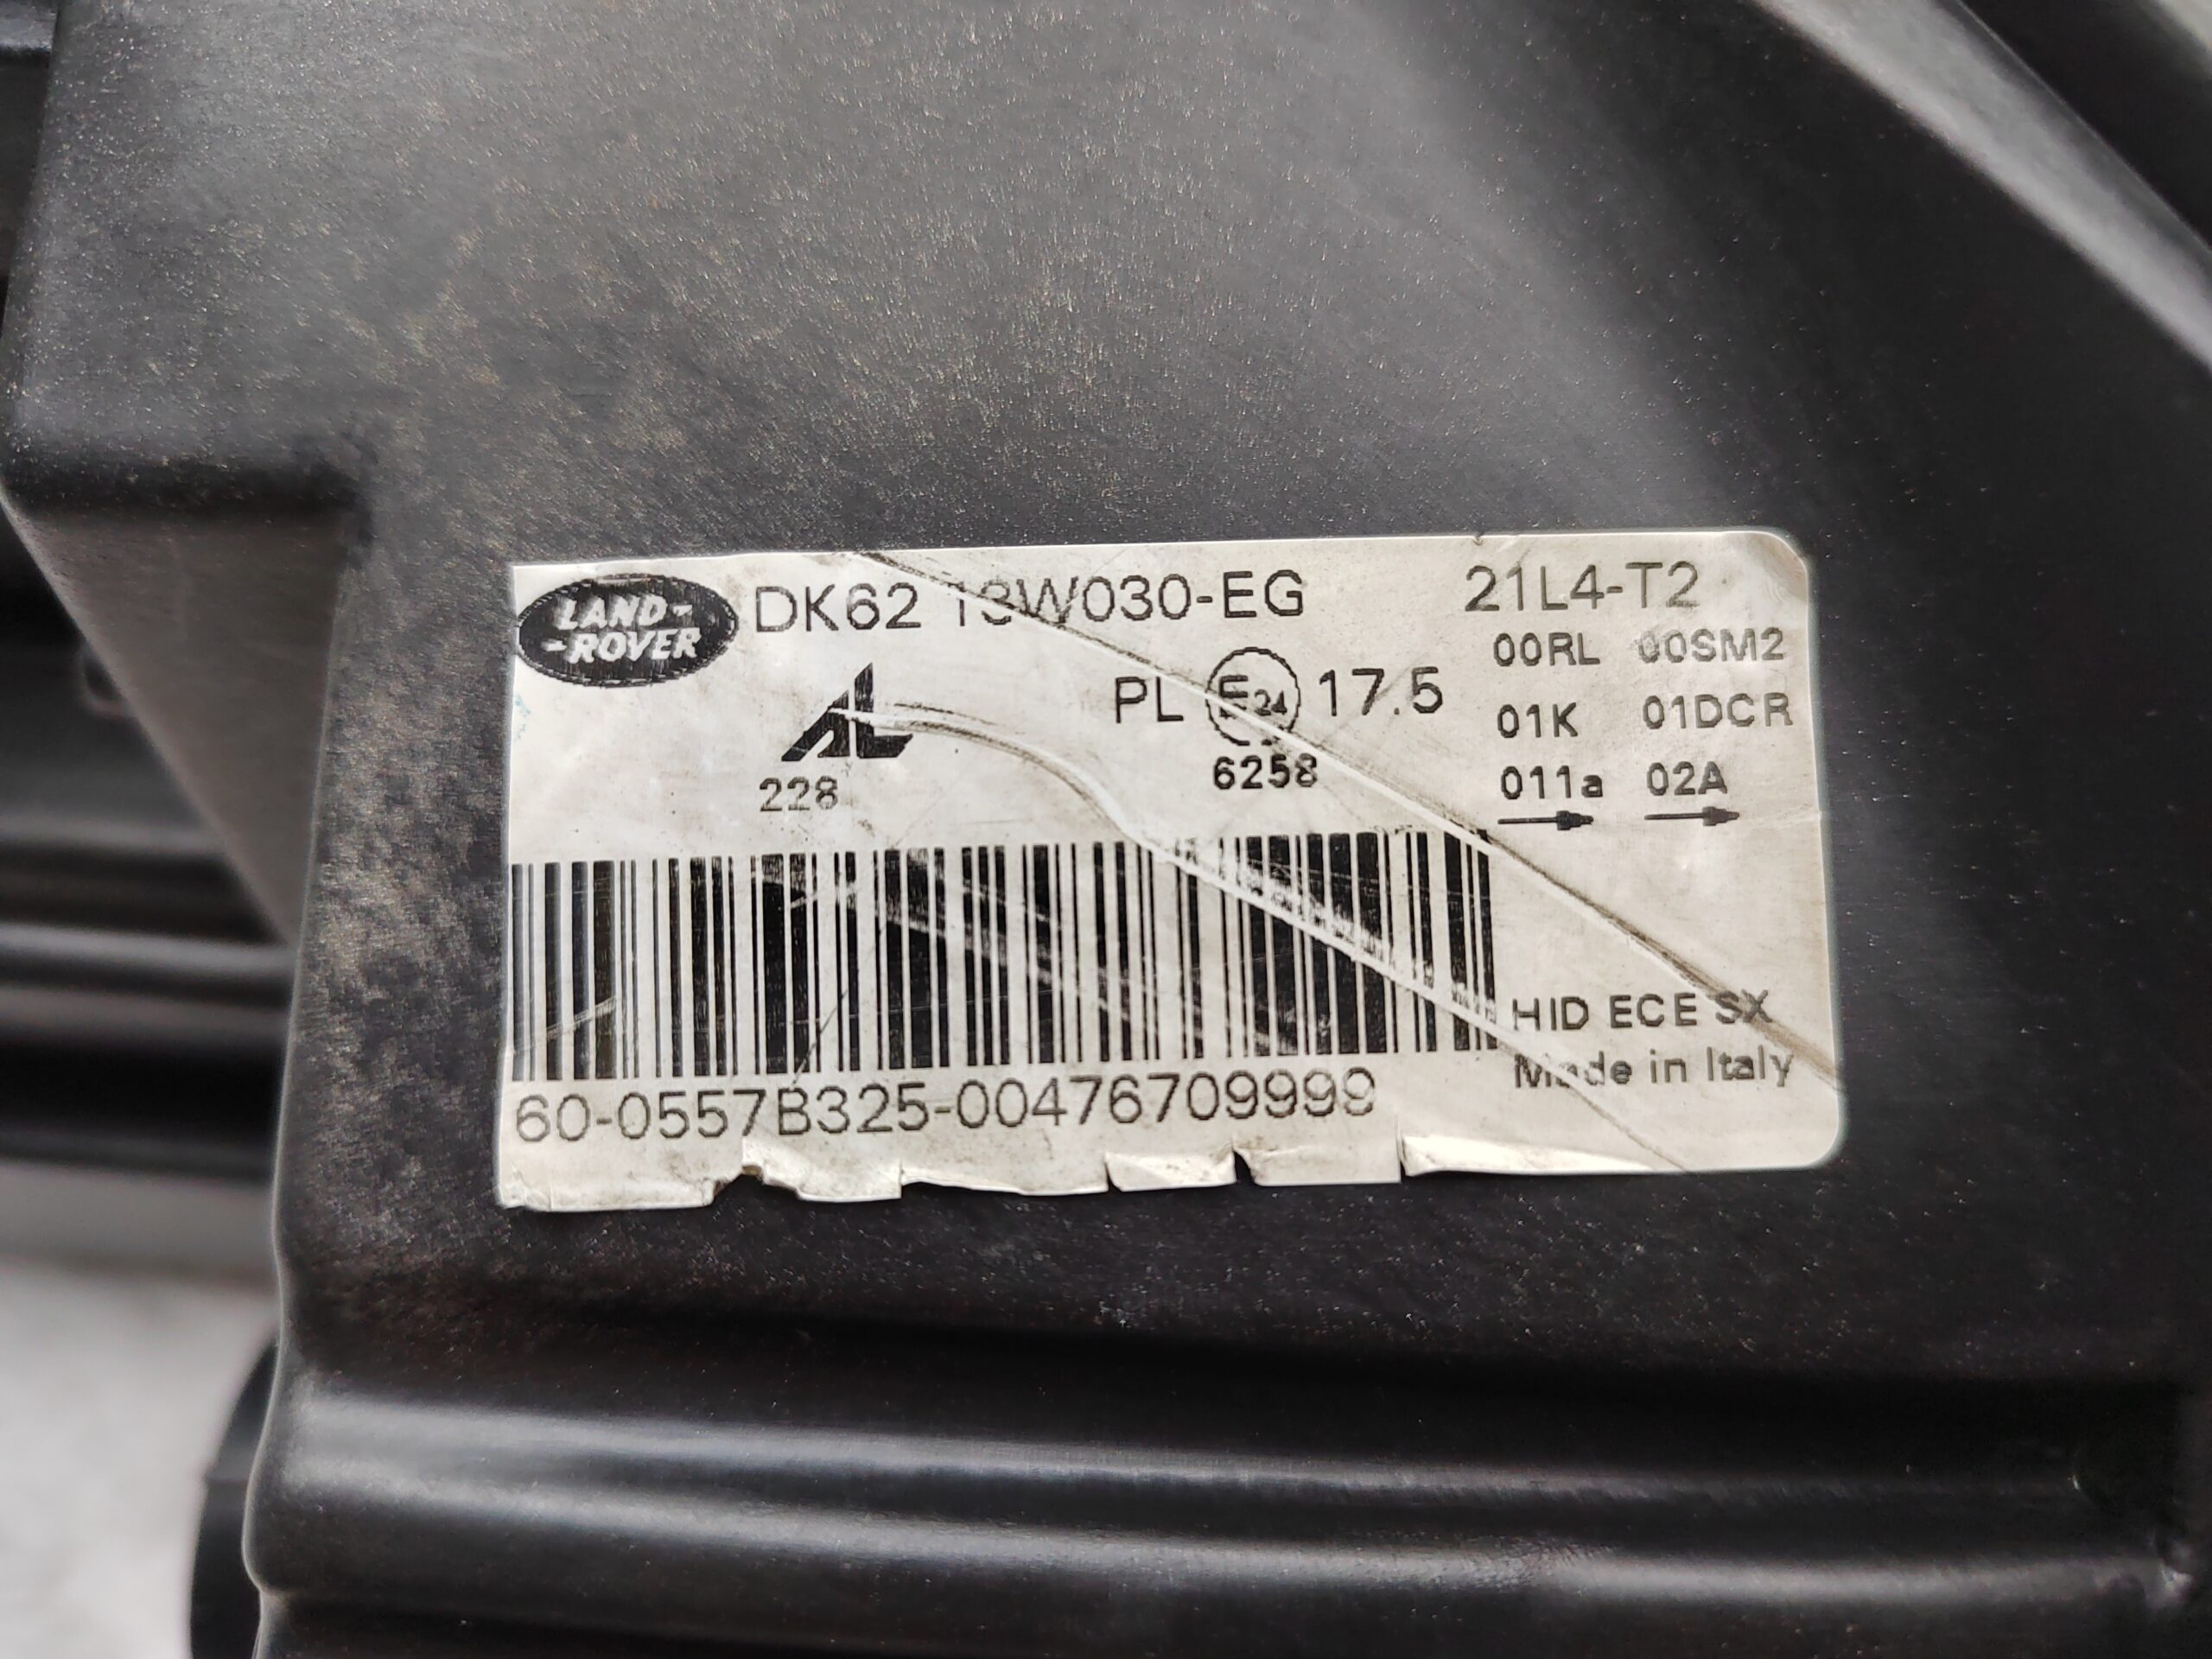 LAND-
-ROVER
DK62 13W030-EG
21L4-T2
00RL 00SM2
PL E24 17.5
01K 01DCR
AL
228
6258
011a 02A
HID ECE SX
Made in Italy
60-0557B325-00476709999